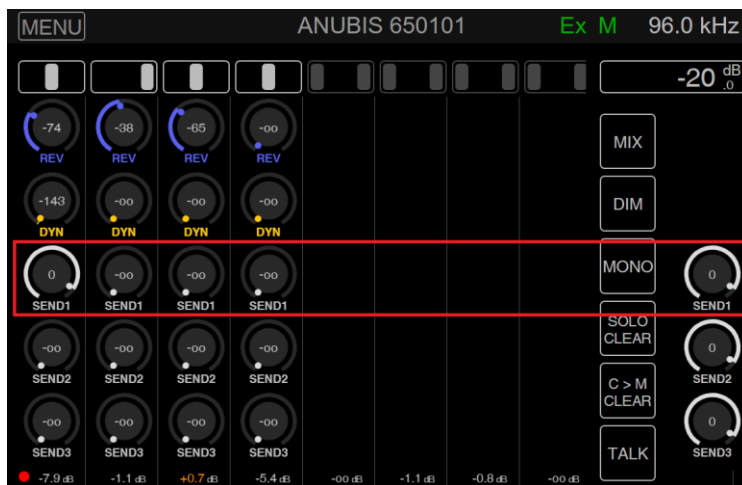 MENU ANUBIS 650101 Ex M 96.0 kHz
-20 dB .0
-74 -38 -65 -oo
REV REV REV REV
MIX
-143 -oo -oo -oo
DYN DYN DYN DYN
DIM
0 -oo -oo -oo MONO 0
SEND1 SEND1 SEND1 SEND1 SEND1
SOLO
CLEAR
-oo -oo -oo -oo 0
SEND2 SEND2 SEND2 SEND2 SEND2
C > M
CLEAR
-oo -oo -oo -oo 0
SEND3 SEND3 SEND3 SEND3 TALK SEND3
-7.9 dB -1.1 dB +0.7 dB -5.4 dB -oo dB -1.1 dB -0.8 dB -oo dB